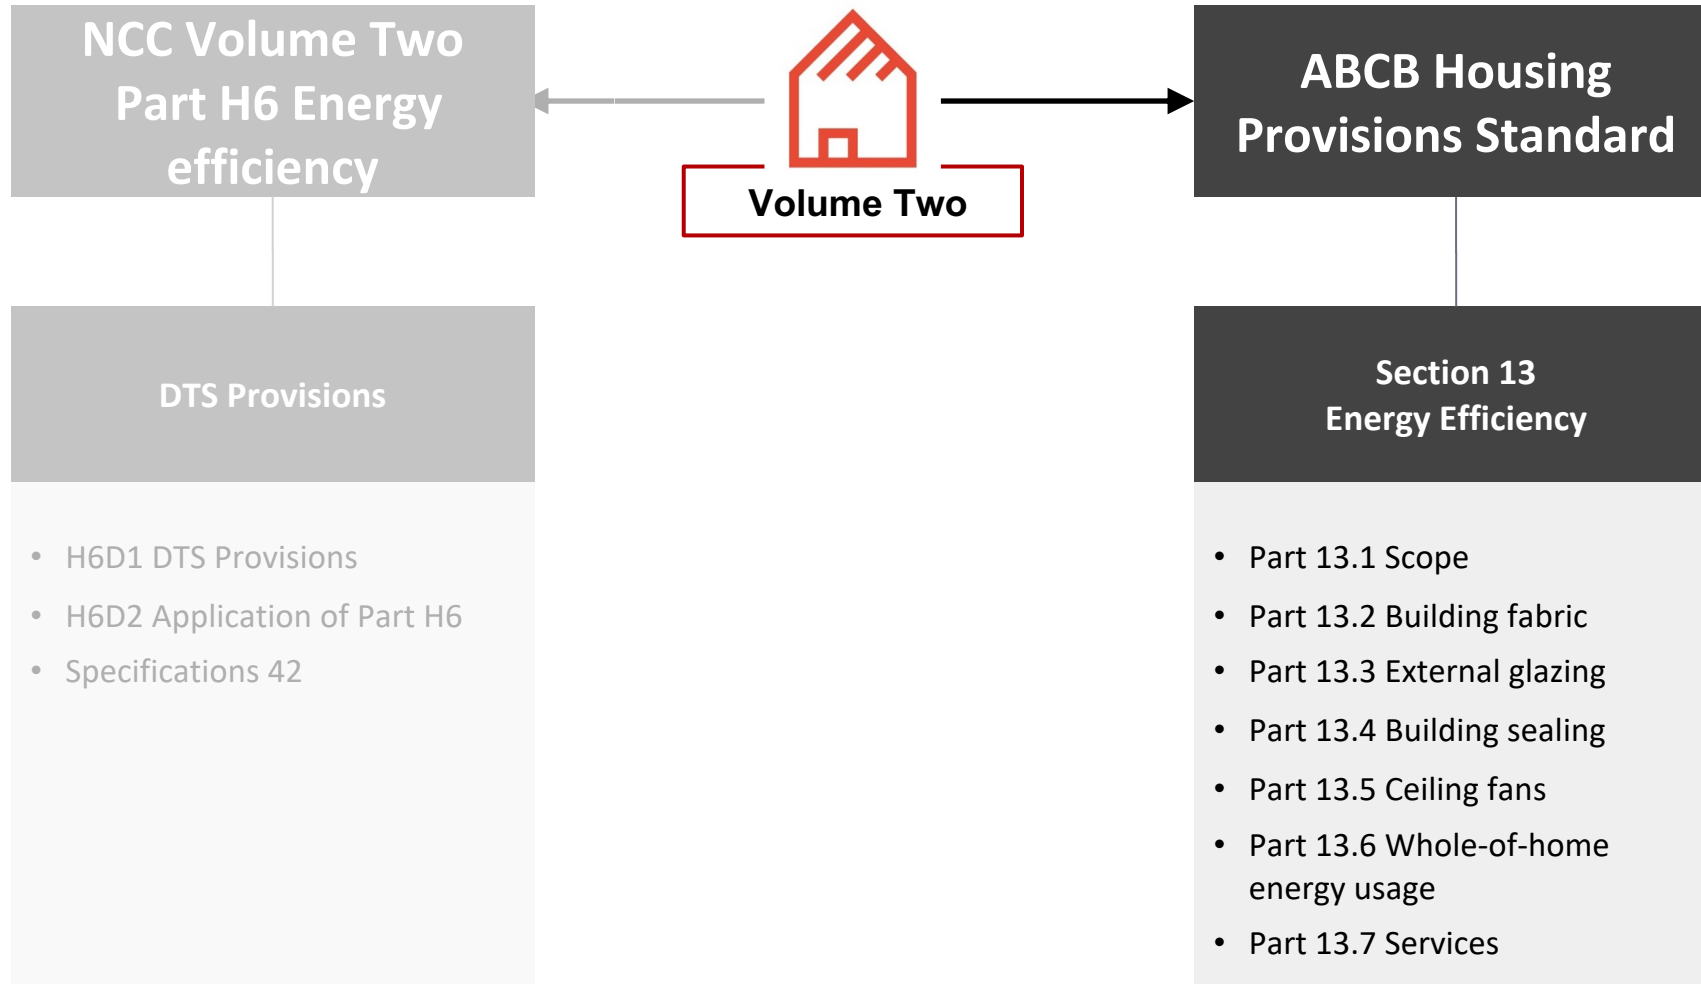 NCC Volume Two
Part H6 Energy
efficiency
DTS Provisions
• H6D1 DTS Provisions
• H6D2 Application of Part H6
• Specifications 42
Volume Two
ABCB Housing
Provisions Standard
Section 13
Energy Efficiency
• Part 13.1 Scope
• Part 13.2 Building fabric
• Part 13.3 External glazing
• Part 13.4 Building sealing
• Part 13.5 Ceiling fans
• Part 13.6 Whole-of-home
energy usage
• Part 13.7 Services